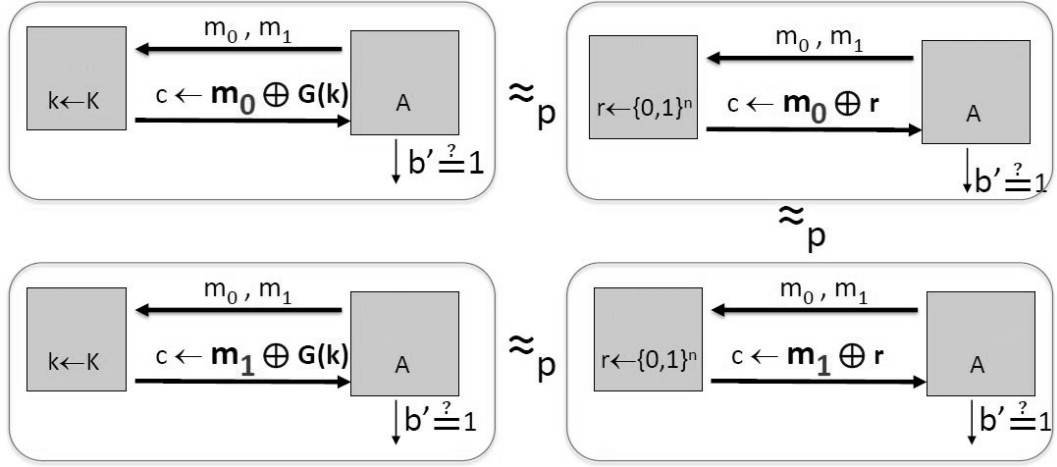 m₀ , m₁
k←K
c ← m₀ ⊕ G(k)
A
b' ≟ 1
≈ₚ
m₀ , m₁
r←{0,1}ⁿ
c ← m₀ ⊕ r
A
b' ≟ 1
≈ₚ
m₀ , m₁
k←K
c ← m₁ ⊕ G(k)
A
b' ≟ 1
≈ₚ
m₀ , m₁
r←{0,1}ⁿ
c ← m₁ ⊕ r
A
b' ≟ 1